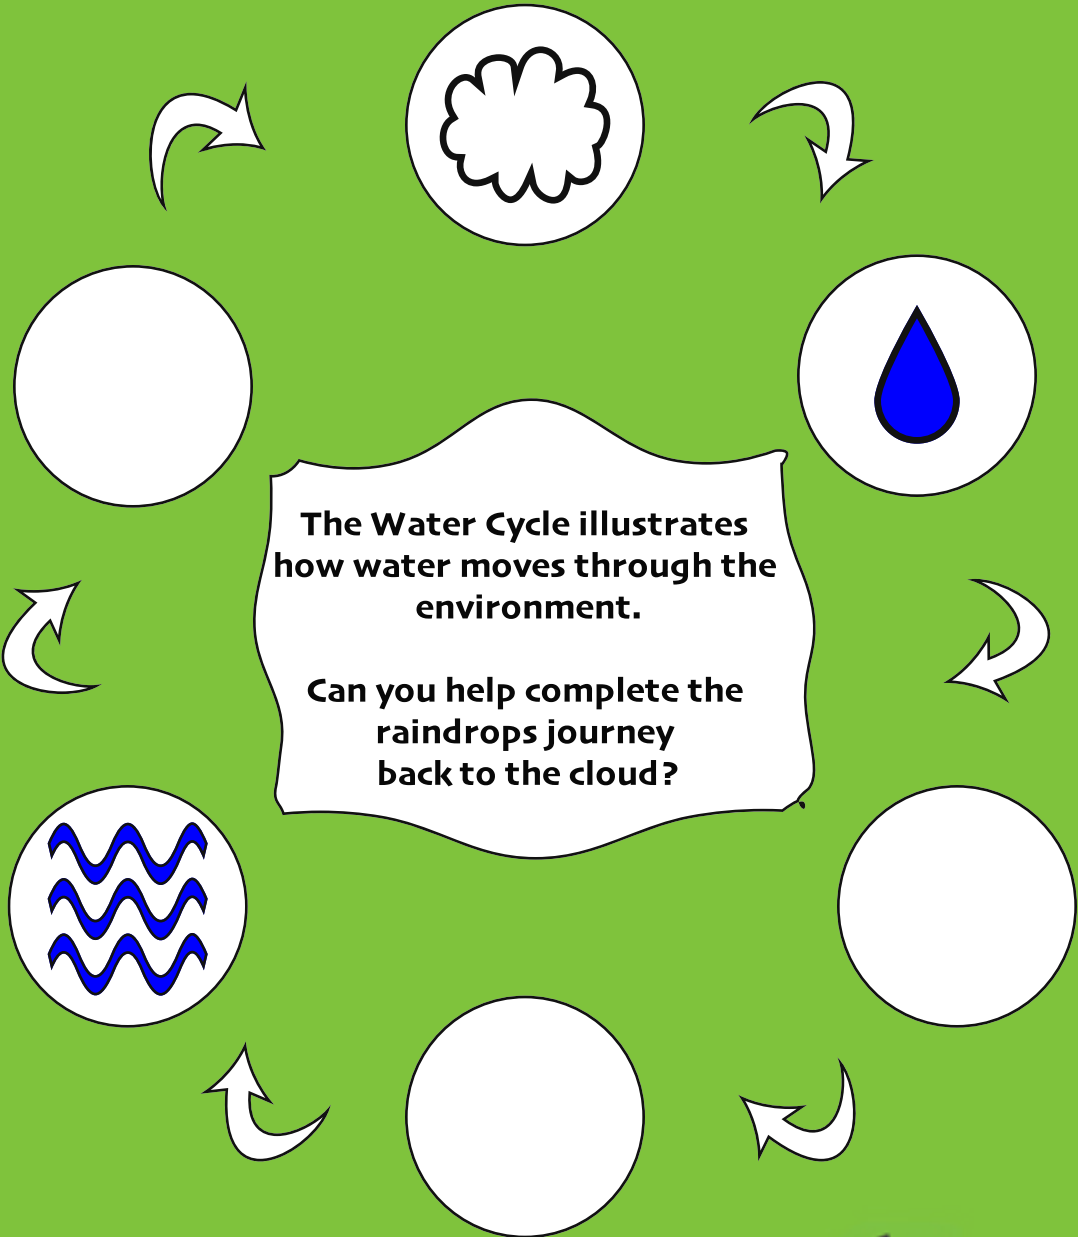 The Water Cycle illustrates
how water moves through the
environment.
Can you help complete the
raindrops journey
back to the cloud?